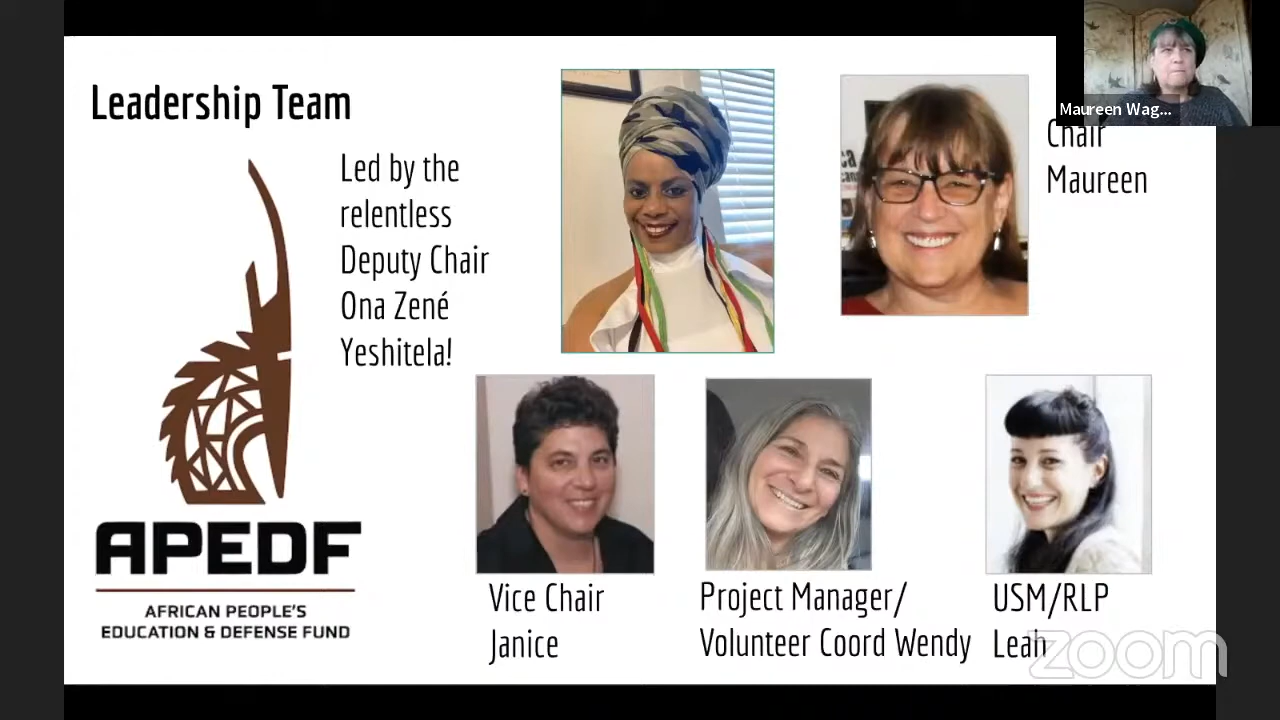 Leadership Team
Led by the
relentless
Deputy Chair
Ona Zené
Yeshitela!
Maureen Wag...
Chair
Maureen
Vice Chair
Janice
Project Manager/
Volunteer Coord Wendy
USM/RLP
Leah
APEDF
AFRICAN PEOPLE'S
EDUCATION & DEFENSE FUND
zoom